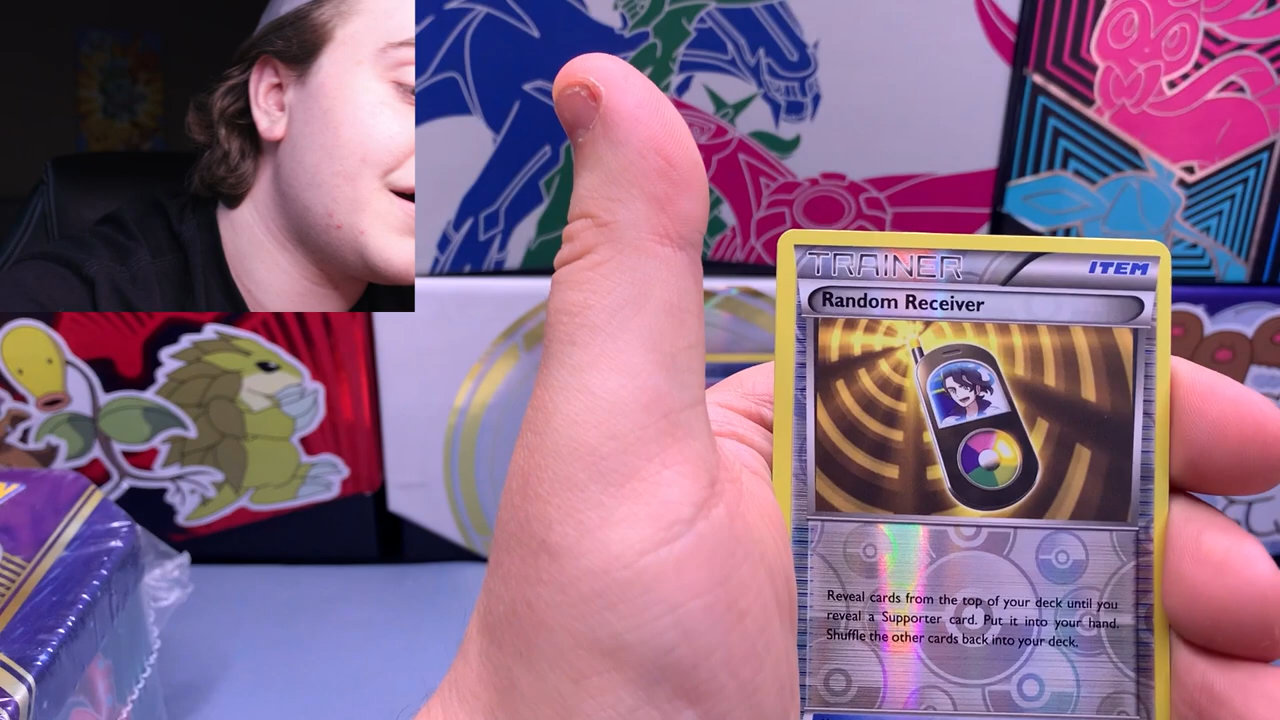 TRAINER
ITEM
Random Receiver
Reveal cards from the top of your deck until you
reveal a Supporter card. Put it into your hand.
Shuffle the other cards back into your deck.